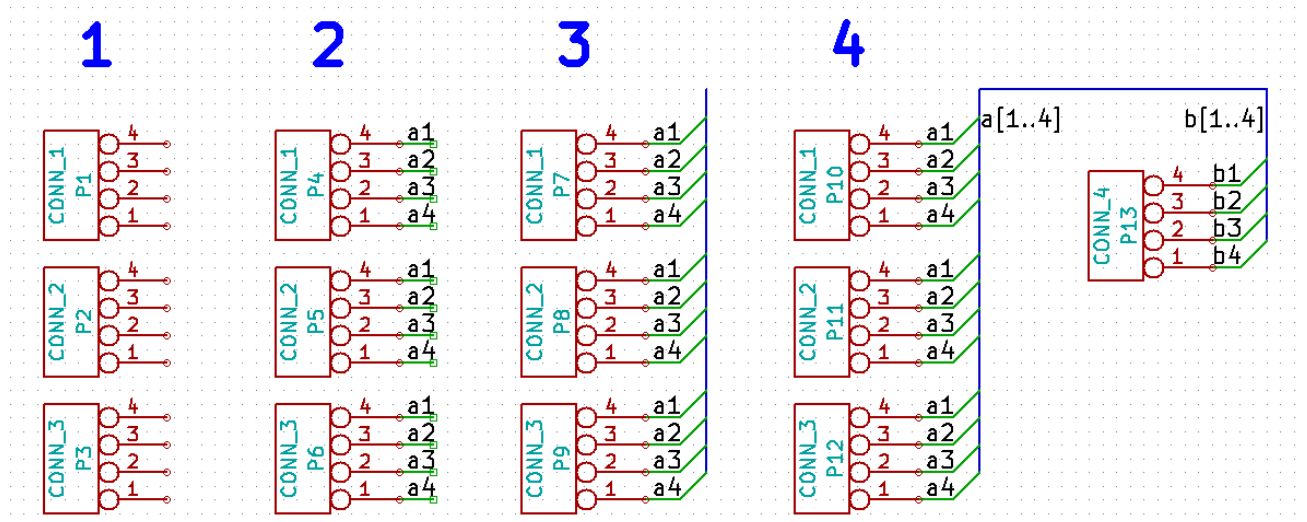 1
2
3
4
CONN_1
P1
4
3
2
1
CONN_2
P2
4
3
2
1
CONN_3
P3
4
3
2
1
CONN_1
P4
4 a1
3 a2
2 a3
1 a4
CONN_2
P5
4 a1
3 a2
2 a3
1 a4
CONN_3
P6
4 a1
3 a2
2 a3
1 a4
CONN_1
P7
4 a1
3 a2
2 a3
1 a4
CONN_2
P8
4 a1
3 a2
2 a3
1 a4
CONN_3
P9
4 a1
3 a2
2 a3
1 a4
CONN_1
P10
4 a1
3 a2
2 a3
1 a4
CONN_2
P11
4 a1
3 a2
2 a3
1 a4
CONN_3
P12
4 a1
3 a2
2 a3
1 a4
a[1..4]
b[1..4]
CONN_4
P13
4 b1
3 b2
2 b3
1 b4